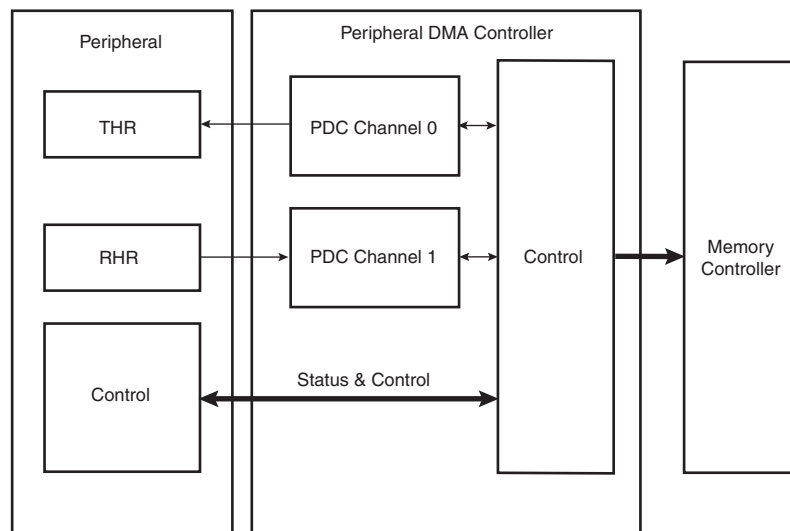 Peripheral
Peripheral DMA Controller
THR
PDC Channel 0
RHR
PDC Channel 1
Control
Memory
Controller
Control
Status & Control